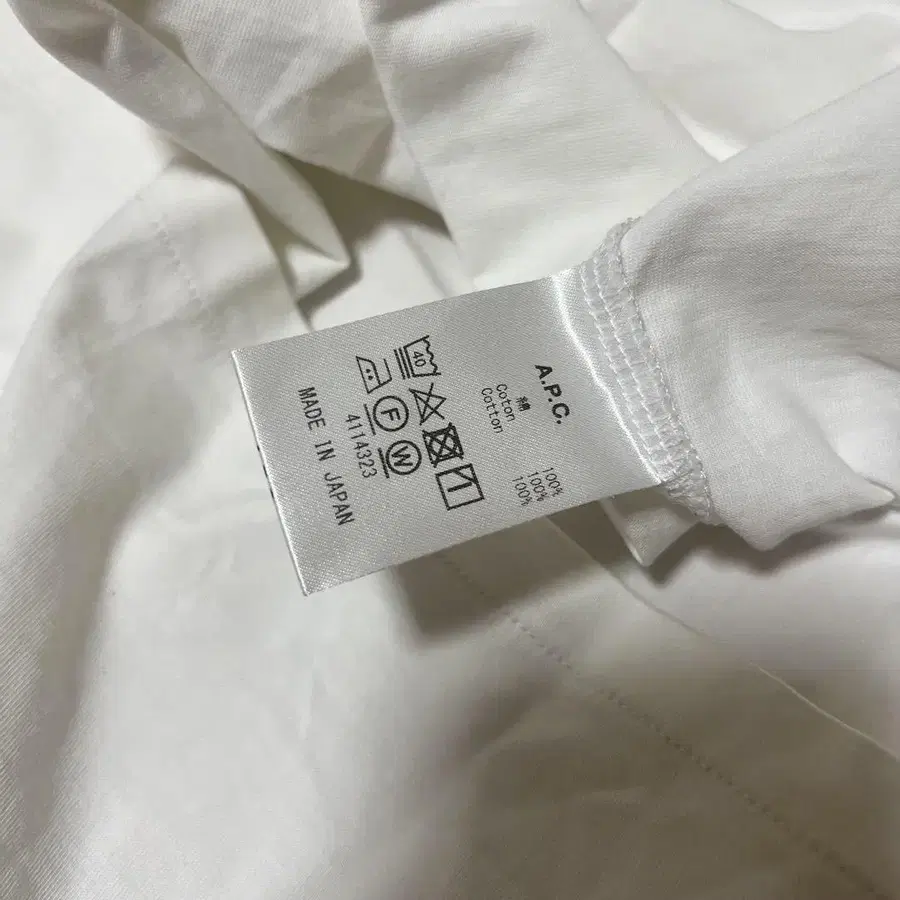 A.P.C.
綿 100%
Coton 100%
Cotton 100%
40
F
W
4114323
MADE IN JAPAN